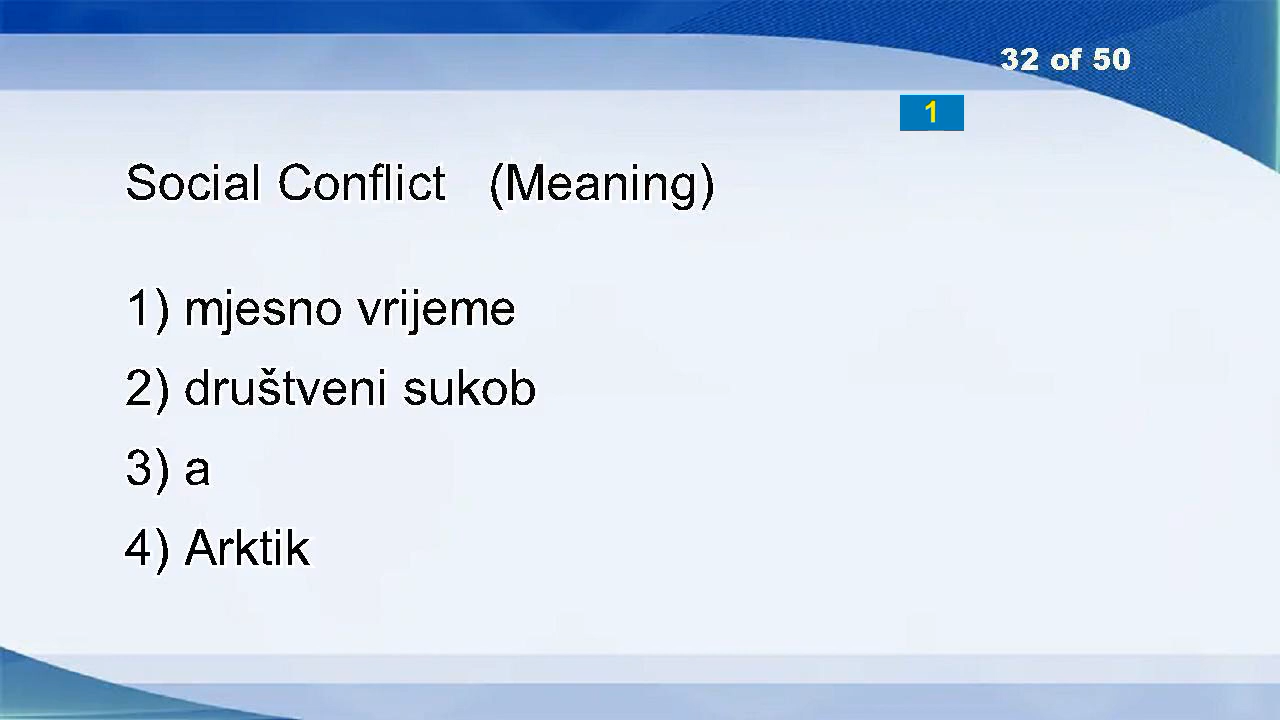 32 of 50
1
Social Conflict (Meaning)
1) mjesno vrijeme
2) društveni sukob
3) a
4) Arktik